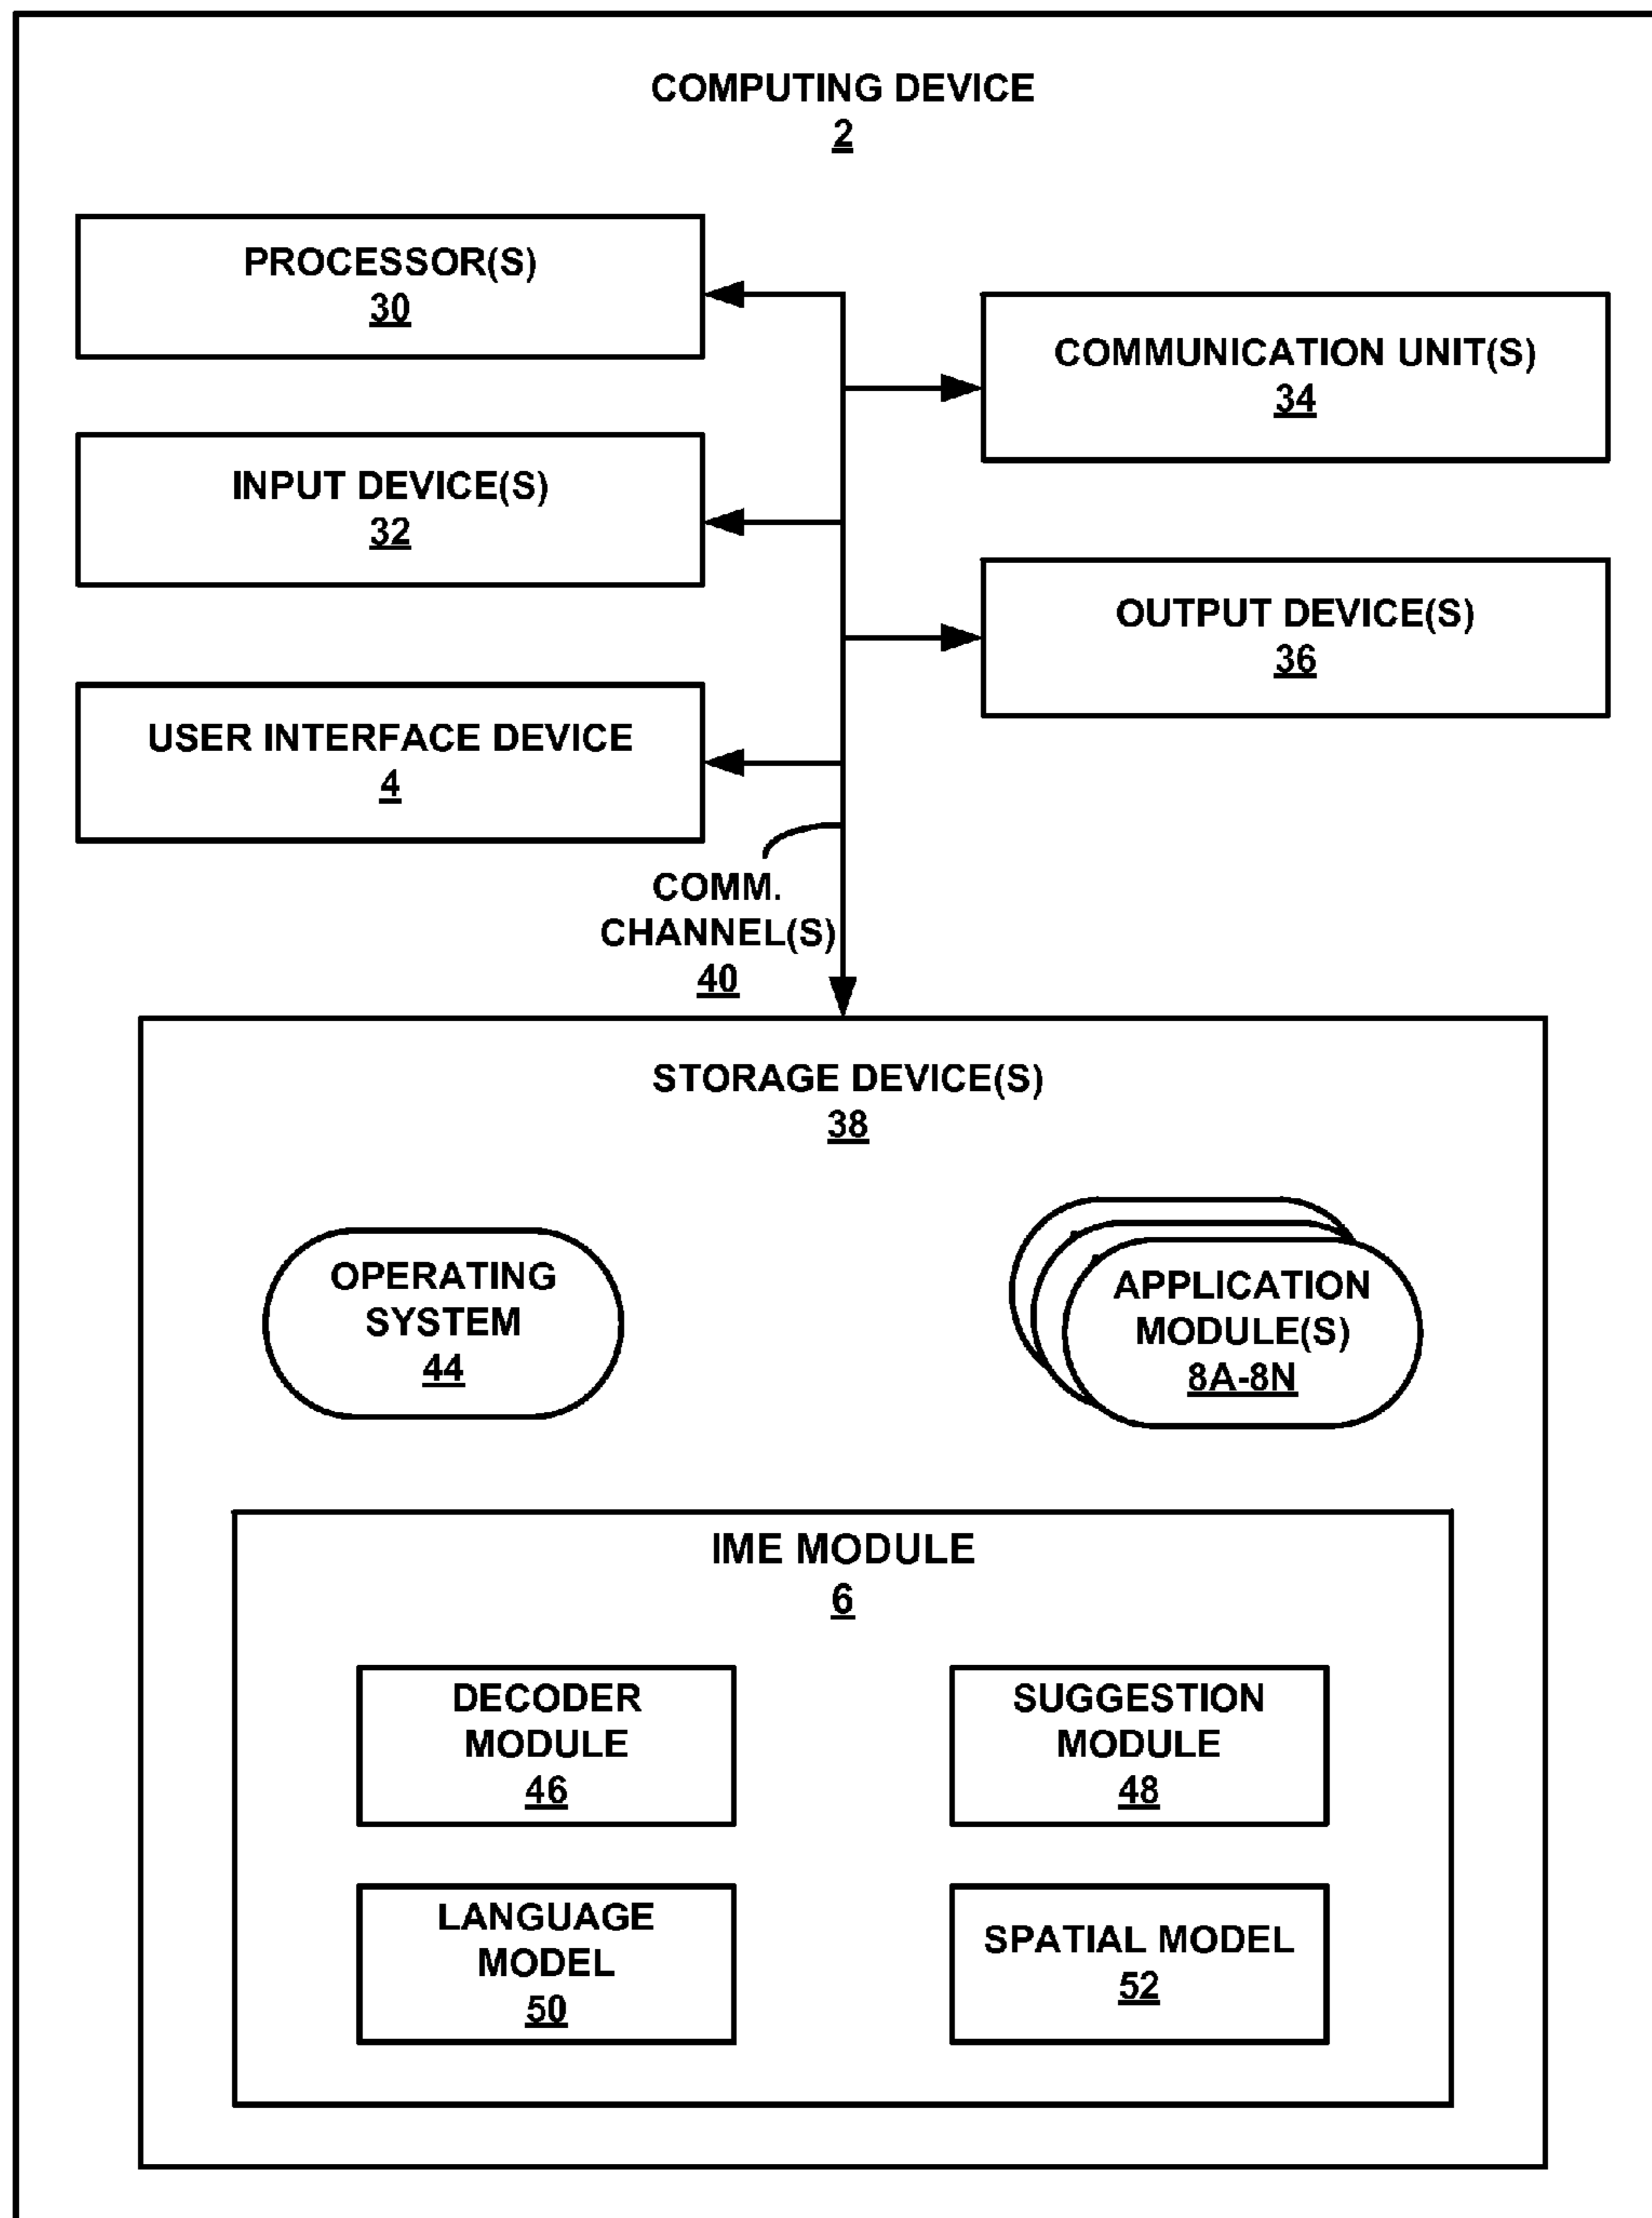 COMPUTING DEVICE
2
PROCESSOR(S)
30
COMMUNICATION UNIT(S)
34
INPUT DEVICE(S)
32
OUTPUT DEVICE(S)
36
USER INTERFACE DEVICE
4
COMM.
CHANNEL(S)
40
STORAGE DEVICE(S)
38
OPERATING
SYSTEM
44
APPLICATION
MODULE(S)
8A-8N
IME MODULE
6
DECODER
MODULE
46
SUGGESTION
MODULE
48
LANGUAGE
MODEL
50
SPATIAL MODEL
52